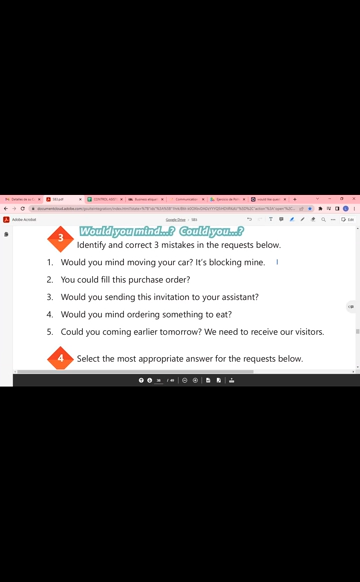 Adobe Acrobat
Edit
Would you mind...? Could you...?
3
Identify and correct 3 mistakes in the requests below.
1. Would you mind moving your car? It's blocking mine.
2. You could fill this purchase order?
3. Would you sending this invitation to your assistant?
4. Would you mind ordering something to eat?
5. Could you coming earlier tomorrow? We need to receive our visitors.
4 Select the most appropriate answer for the requests below.